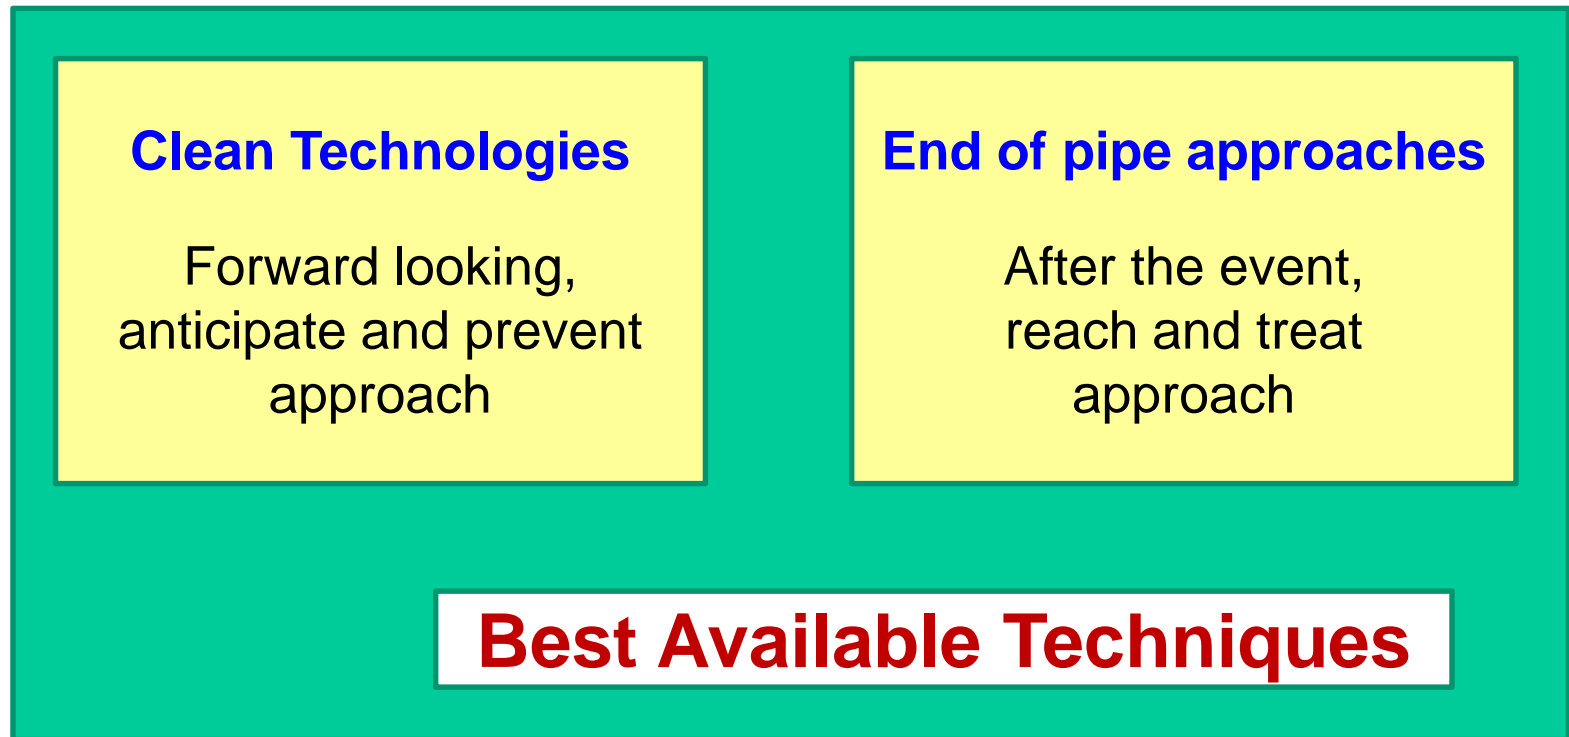 Clean Technologies
Forward looking,
anticipate and prevent
approach
End of pipe approaches
After the event,
reach and treat
approach
Best Available Techniques